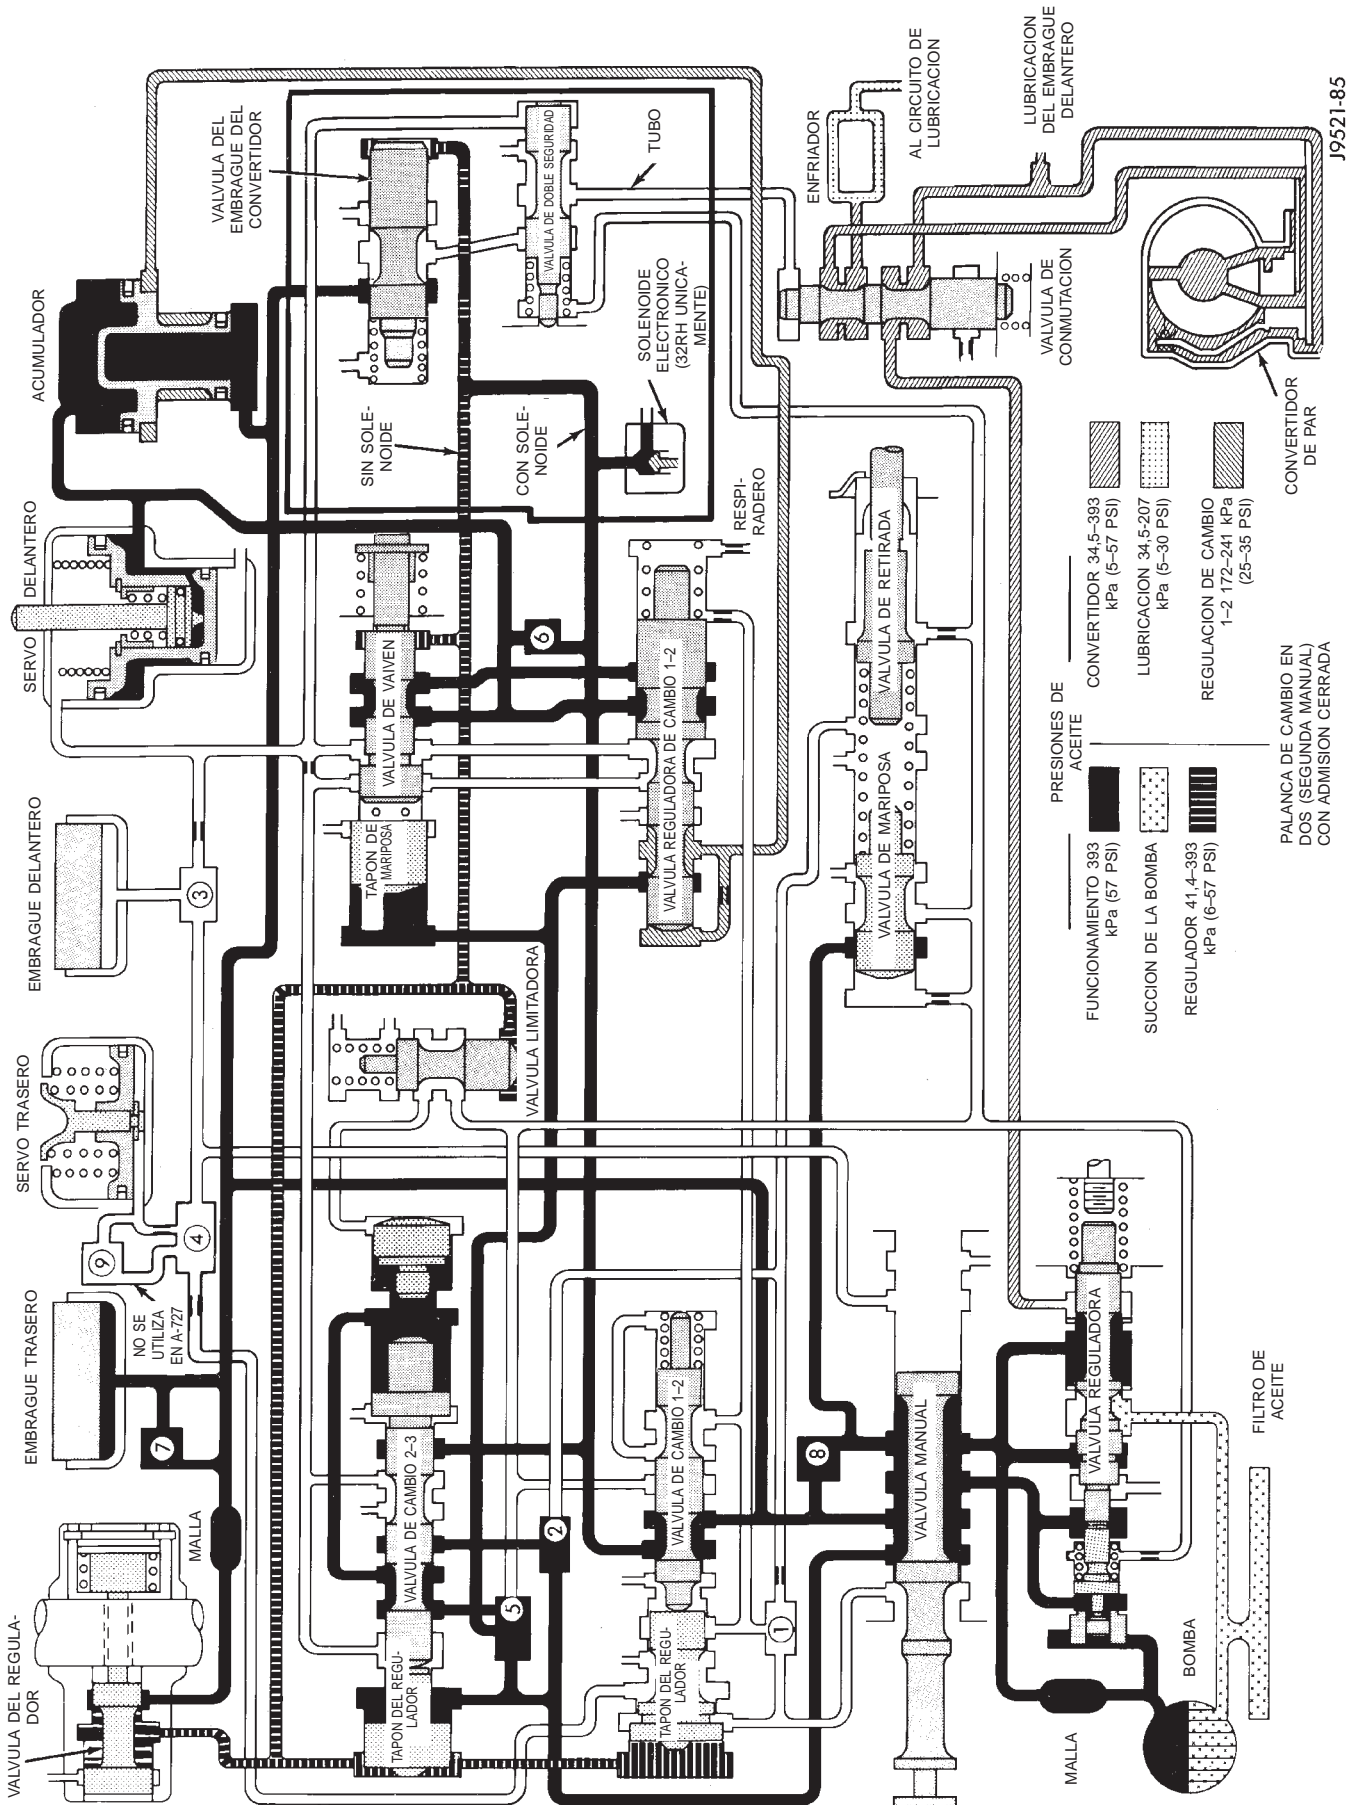 VALVULA DEL REGULA-
DOR
MALLA
EMBRAGUE TRASERO
NO SE
UTILIZA
EN A-727
SERVO TRASERO
EMBRAGUE DELANTERO
SERVO DELANTERO
ACUMULADOR
VALVULA DEL
EMBRAGUE DEL
CONVERTIDOR
7
9
4
3
TAPON DEL REGU-
LADOR
VALVULA DE CAMBIO 2–3
VALVULA LIMITADORA
TAPON DE
MARIPOSA
VALVULA DE VAIVEN
SIN SOLE-
NOIDE
CON SOLE-
NOIDE
SOLENOIDE
ELECTRONICO
(32RH UNICA-
MENTE)
VALVULA DE DOBLE SEGURIDAD
TUBO
5
2
6
TAPON DEL REGU-
LADOR
VALVULA DE CAMBIO 1–2
VALVULA REGULADORA DE CAMBIO 1–2
RESPI-
RADERO
1
8
VALVULA MANUAL
VALVULA DE MARIPOSA
VALVULA DE RETIRADA
VALVULA DE
CONMUTACION
ENFRIADOR
AL CIRCUITO DE
LUBRICACION
LUBRICACION
DEL EMBRAGUE
DELANTERO
MALLA
BOMBA
VALVULA REGULADORA
FILTRO DE
ACEITE
PRESIONES DE
ACEITE
FUNCIONAMIENTO 393
kPa (57 PSI)
SUCCION DE LA BOMBA
REGULADOR 41,4–393
kPa (6–57 PSI)
CONVERTIDOR 34,5–393
kPa (5–57 PSI)
LUBRICACION 34,5-207
kPa (5–30 PSI)
REGULACION DE CAMBIO
1–2 172–241 kPa
(25–35 PSI)
PALANCA DE CAMBIO EN
DOS (SEGUNDA MANUAL)
CON ADMISION CERRADA
CONVERTIDOR
DE PAR
J9521-85